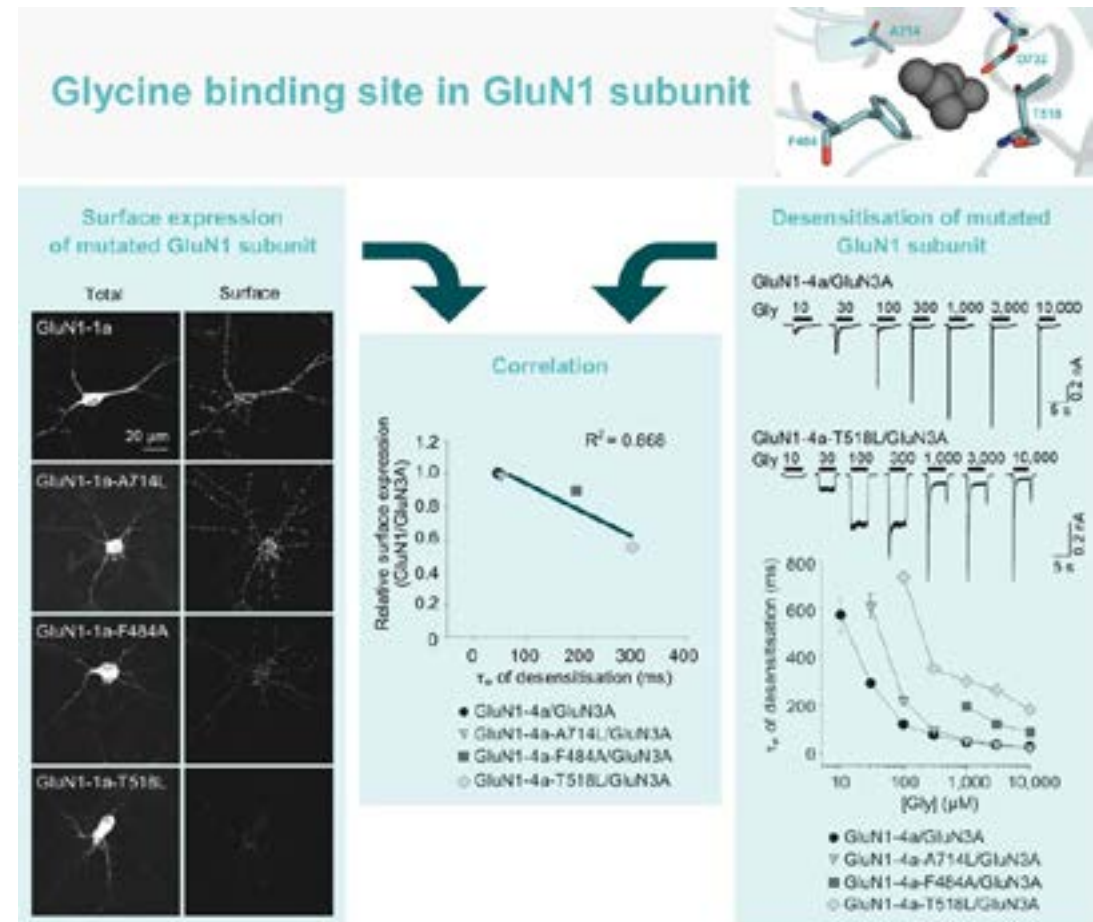 Glycine binding site in GluN1 subunit
A714
D732
F484
T518
Surface expression
of mutated GluN1 subunit
Total
Surface
GluN1-1a
20 µm
GluN1-1a-A714L
GluN1-1a-F484A
GluN1-1a-T518L
Correlation
R² = 0.868
Relative surface expression
(GluN1/GluN3A)
1.2
1.0
0.8
0.6
0.4
0.2
0
0 100 200 300 400
τw of desensitisation (ms)
GluN1-4a/GluN3A
GluN1-4a-A714L/GluN3A
GluN1-4a-F484A/GluN3A
GluN1-4a-T518L/GluN3A
Desensitisation of mutated
GluN1 subunit
GluN1-4a/GluN3A
Gly 10 30 100 300 1,000 3,000 10,000
0.2 nA
5 s
GluN1-4a-T518L/GluN3A
Gly 10 30 100 300 1,000 3,000 10,000
0.2 nA
5 s
τw of desensitisation (ms)
800
600
400
200
0
10 100 1,000 10,000
[Gly] (µM)
GluN1-4a/GluN3A
GluN1-4a-A714L/GluN3A
GluN1-4a-F484A/GluN3A
GluN1-4a-T518L/GluN3A